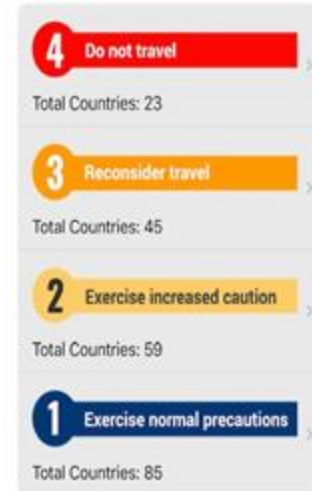 4 Do not travel
Total Countries: 23
3 Reconsider travel
Total Countries: 45
2 Exercise increased caution
Total Countries: 59
1 Exercise normal precautions
Total Countries: 85